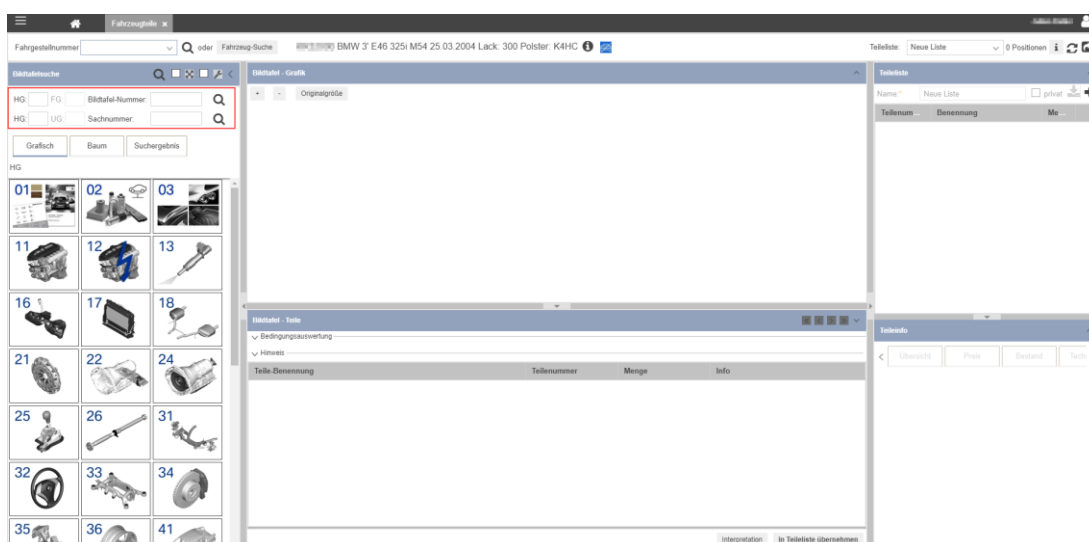 Fahrzeugteile ×
Fahrgestellnummer oder Fahrzeug-Suche BMW 3' E46 325i M54 25.03.2004 Lack: 300 Polster: K4HC Teileliste: Neue Liste 0 Positionen
Bildtafelsuche
HG: FG: Bildtafel-Nummer:
HG: UG: Sachnummer:
Grafisch Baum Suchergebnis
HG
01 02 03
11 12 13
16 17 18
21 22 24
25 26 31
32 33 34
35 36 41
Bildtafel - Grafik
+ - Originalgröße
Bildtafel - Teile
Bedingungsauswertung
Hinweis
Teile-Benennung Teilenummer Menge Info
Interpretation In Teileliste übernehmen
Teileliste
Name:* Neue Liste privat
Teilenum... Benennung Me...
Teileinfo
Übersicht Preis Bestand Tech